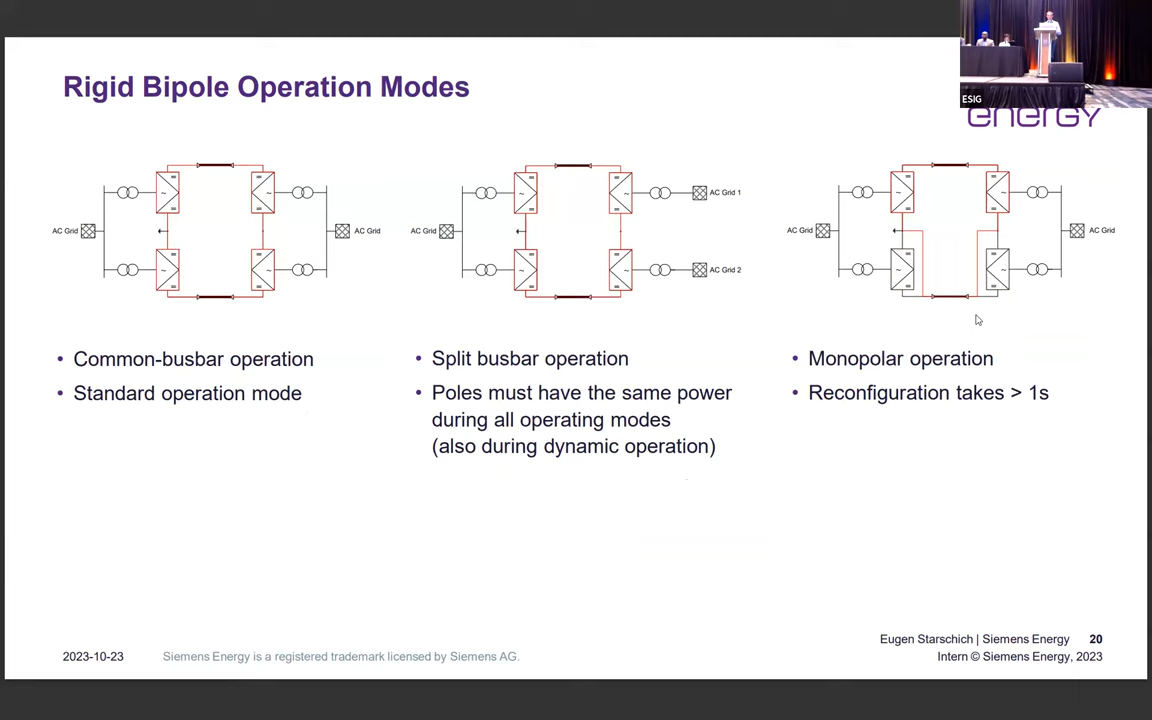 Rigid Bipole Operation Modes
ESIG
energy
AC Grid
AC Grid
AC Grid
AC Grid 1
AC Grid 2
AC Grid
AC Grid
• Common-busbar operation
• Standard operation mode
• Split busbar operation
• Poles must have the same power
during all operating modes
(also during dynamic operation)
• Monopolar operation
• Reconfiguration takes > 1s
Eugen Starschich | Siemens Energy 20
2023-10-23
Siemens Energy is a registered trademark licensed by Siemens AG.
Intern © Siemens Energy, 2023